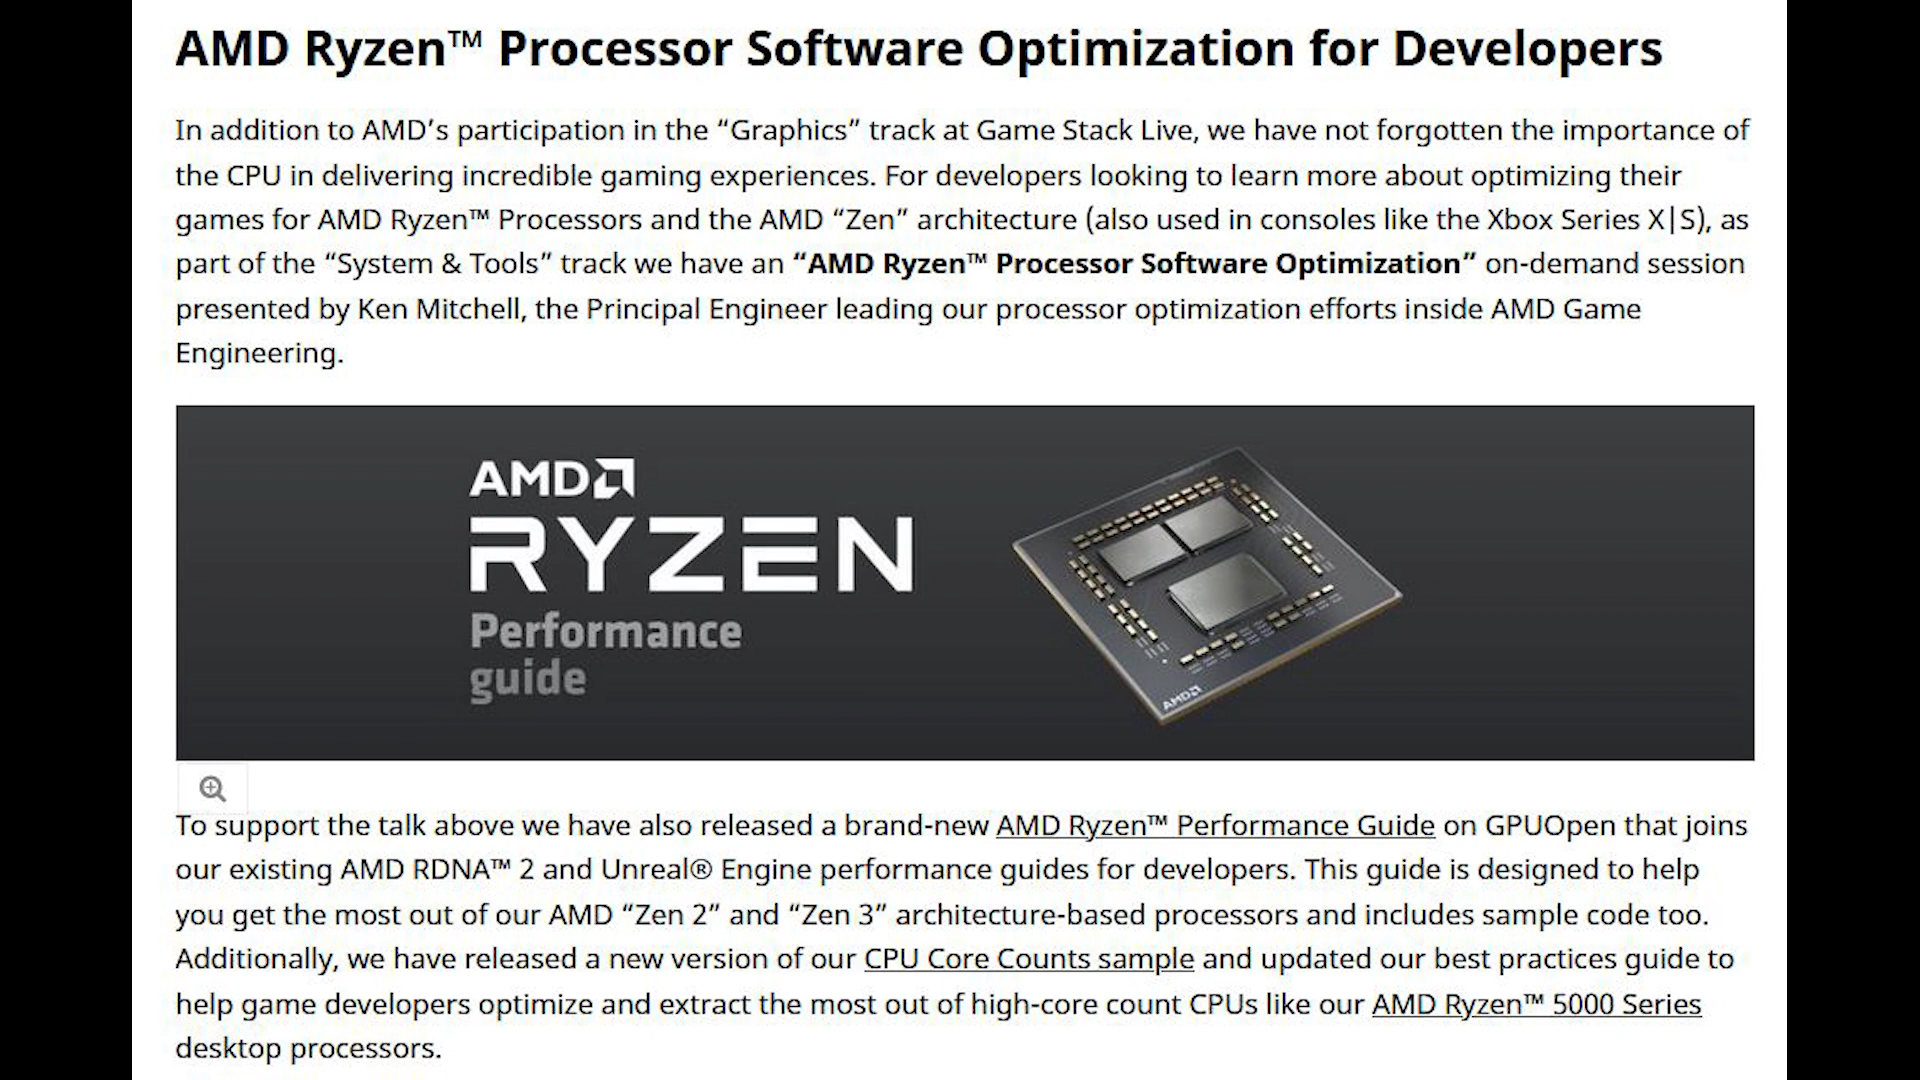 AMD Ryzen™ Processor Software Optimization for Developers
In addition to AMD’s participation in the “Graphics” track at Game Stack Live, we have not forgotten the importance of
the CPU in delivering incredible gaming experiences. For developers looking to learn more about optimizing their
games for AMD Ryzen™ Processors and the AMD “Zen” architecture (also used in consoles like the Xbox Series X|S), as
part of the “System & Tools” track we have an “AMD Ryzen™ Processor Software Optimization” on-demand session
presented by Ken Mitchell, the Principal Engineer leading our processor optimization efforts inside AMD Game
Engineering.
AMD
RYZEN
Performance
guide
AMD
To support the talk above we have also released a brand-new AMD Ryzen™ Performance Guide on GPUOpen that joins
our existing AMD RDNA™ 2 and Unreal® Engine performance guides for developers. This guide is designed to help
you get the most out of our AMD “Zen 2” and “Zen 3” architecture-based processors and includes sample code too.
Additionally, we have released a new version of our CPU Core Counts sample and updated our best practices guide to
help game developers optimize and extract the most out of high-core count CPUs like our AMD Ryzen™ 5000 Series
desktop processors.